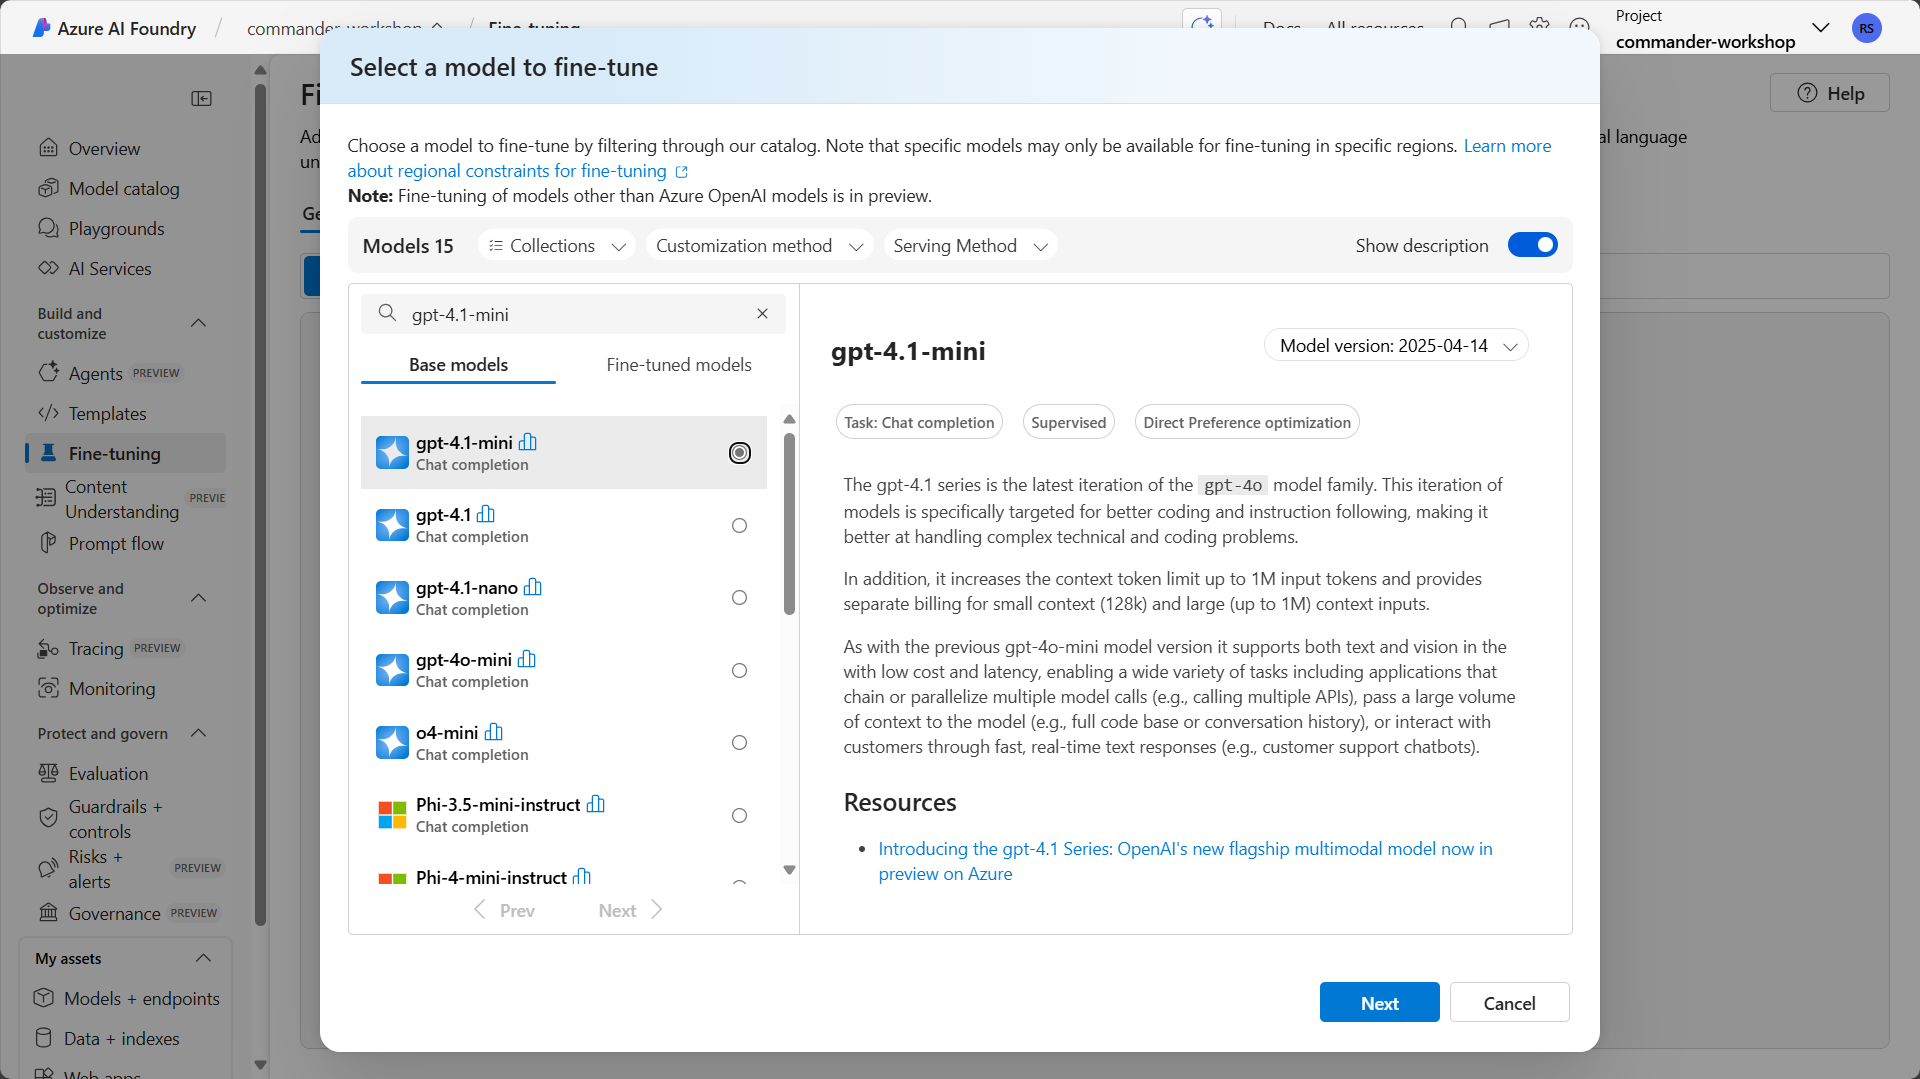 Azure AI Foundry
/
commander-workshop
/
Fine-tuning
Docs
All resources
Project
commander-workshop
RS
Overview
Model catalog
Playgrounds
AI Services
Build and
customize
Agents PREVIEW
Templates
Fine-tuning
Content
Understanding PREVIE
Prompt flow
Observe and
optimize
Tracing PREVIEW
Monitoring
Protect and govern
Evaluation
Guardrails +
controls
Risks +
alerts PREVIEW
Governance PREVIEW
My assets
Models + endpoints
Data + indexes
Web apps
Help
al language
Select a model to fine-tune
Choose a model to fine-tune by filtering through our catalog. Note that specific models may only be available for fine-tuning in specific regions. Learn more
about regional constraints for fine-tuning
Note: Fine-tuning of models other than Azure OpenAI models is in preview.
Models 15 Collections Customization method Serving Method Show description
gpt-4.1-mini
Base models Fine-tuned models
gpt-4.1-mini
Chat completion
gpt-4.1
Chat completion
gpt-4.1-nano
Chat completion
gpt-4o-mini
Chat completion
o4-mini
Chat completion
Phi-3.5-mini-instruct
Chat completion
Phi-4-mini-instruct
Prev Next
gpt-4.1-mini
Model version: 2025-04-14
Task: Chat completion Supervised Direct Preference optimization
The gpt-4.1 series is the latest iteration of the gpt-4o model family. This iteration of
models is specifically targeted for better coding and instruction following, making it
better at handling complex technical and coding problems.
In addition, it increases the context token limit up to 1M input tokens and provides
separate billing for small context (128k) and large (up to 1M) context inputs.
As with the previous gpt-4o-mini model version it supports both text and vision in the
with low cost and latency, enabling a wide variety of tasks including applications that
chain or parallelize multiple model calls (e.g., calling multiple APIs), pass a large volume
of context to the model (e.g., full code base or conversation history), or interact with
customers through fast, real-time text responses (e.g., customer support chatbots).
Resources
• Introducing the gpt-4.1 Series: OpenAI's new flagship multimodal model now in
preview on Azure
Next Cancel